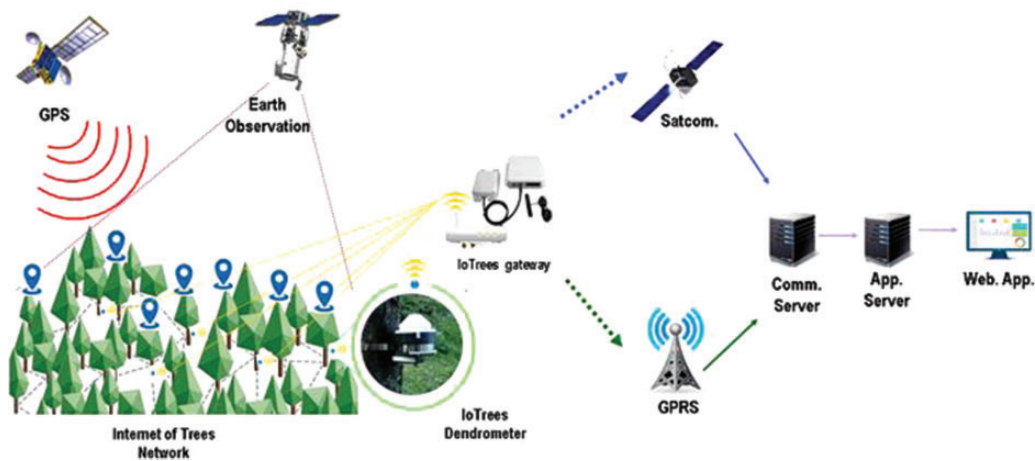 GPS
Earth
Observation
Satcom.
IoTrees gateway
Comm.
Server
App.
Server
Web. App.
GPRS
IoTrees
Dendrometer
Internet of Trees
Network